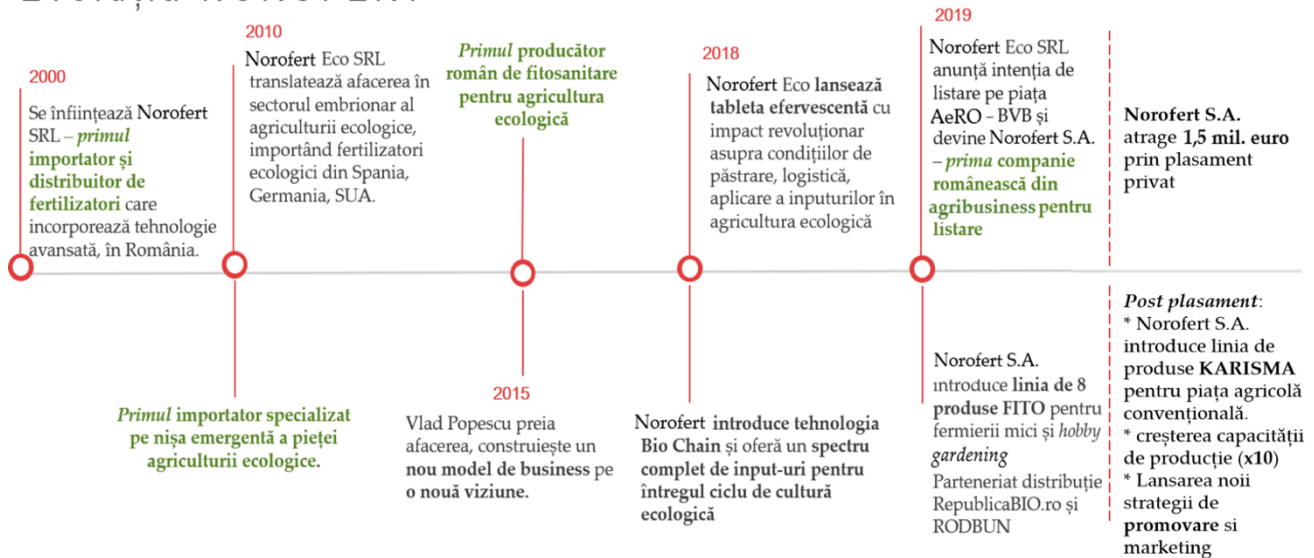 Evoluția NOROFERT
2000
Se înființează Norofert
SRL – primul
importator și
distribuitor de
fertilizatori care
incorporează tehnologie
avansată, în România.
2010
Norofert Eco SRL
translatează afacerea în
sectorul embrionar al
agriculturii ecologice,
importând fertilizatori
ecologici din Spania,
Germania, SUA.
Primul importator specializat
pe nișa emergentă a pieței
agriculturii ecologice.
Primul producător
român de fitosanitare
pentru agricultura
ecologică
2015
Vlad Popescu preia
afacerea, construiește un
nou model de business pe
o nouă viziune.
2018
Norofert Eco lansează
tableta efervescentă cu
impact revoluționar
asupra condițiilor de
păstrare, logistică,
aplicare a inputurilor în
agricultura ecologică
Norofert introduce tehnologia
Bio Chain și oferă un spectru
complet de input-uri pentru
întregul ciclu de cultură
ecologică
2019
Norofert Eco SRL
anunță intenția de
listare pe piața
AeRO – BVB și
devine Norofert S.A.
– prima companie
românească din
agribusiness pentru
listare
Norofert S.A.
introduce linia de 8
produse FITO pentru
fermierii mici și hobby
gardening
Parteneriat distribuție
RepublicaBIO.ro și
RODBUN
Norofert S.A.
atrage 1,5 mil. euro
prin plasament
privat
Post plasament:
* Norofert S.A.
introduce linia de
produse KARISMA
pentru piața agricolă
convențională.
* creșterea capacității
de producție (x10)
* Lansarea noii
strategii de
promovare si
marketing